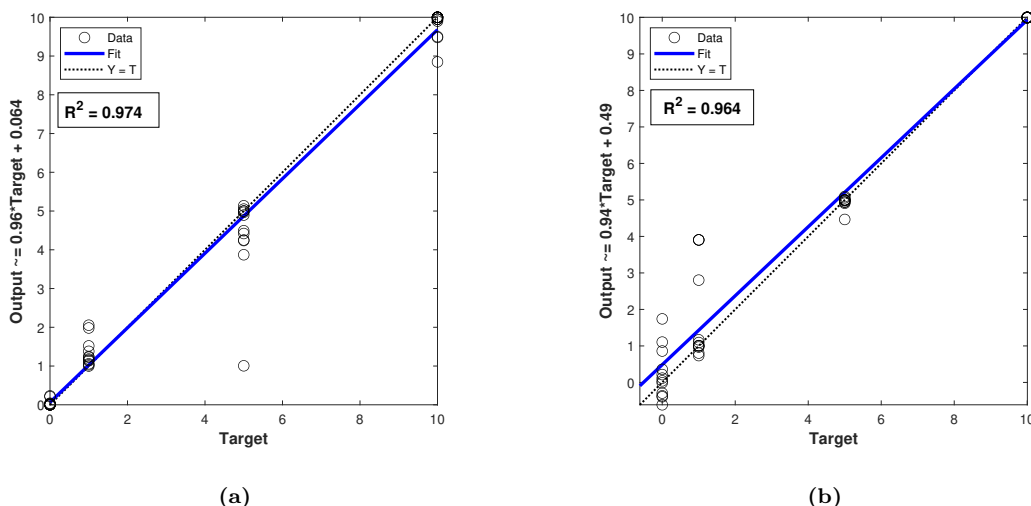 Data
Fit
Y = T
R² = 0.974
Output ~= 0.96*Target + 0.064
10
9
8
7
6
5
4
3
2
1
0
0 2 4 6 8 10
Target
(a)
Data
Fit
Y = T
R² = 0.964
Output ~= 0.94*Target + 0.49
10
9
8
7
6
5
4
3
2
1
0
0 2 4 6 8 10
Target
(b)